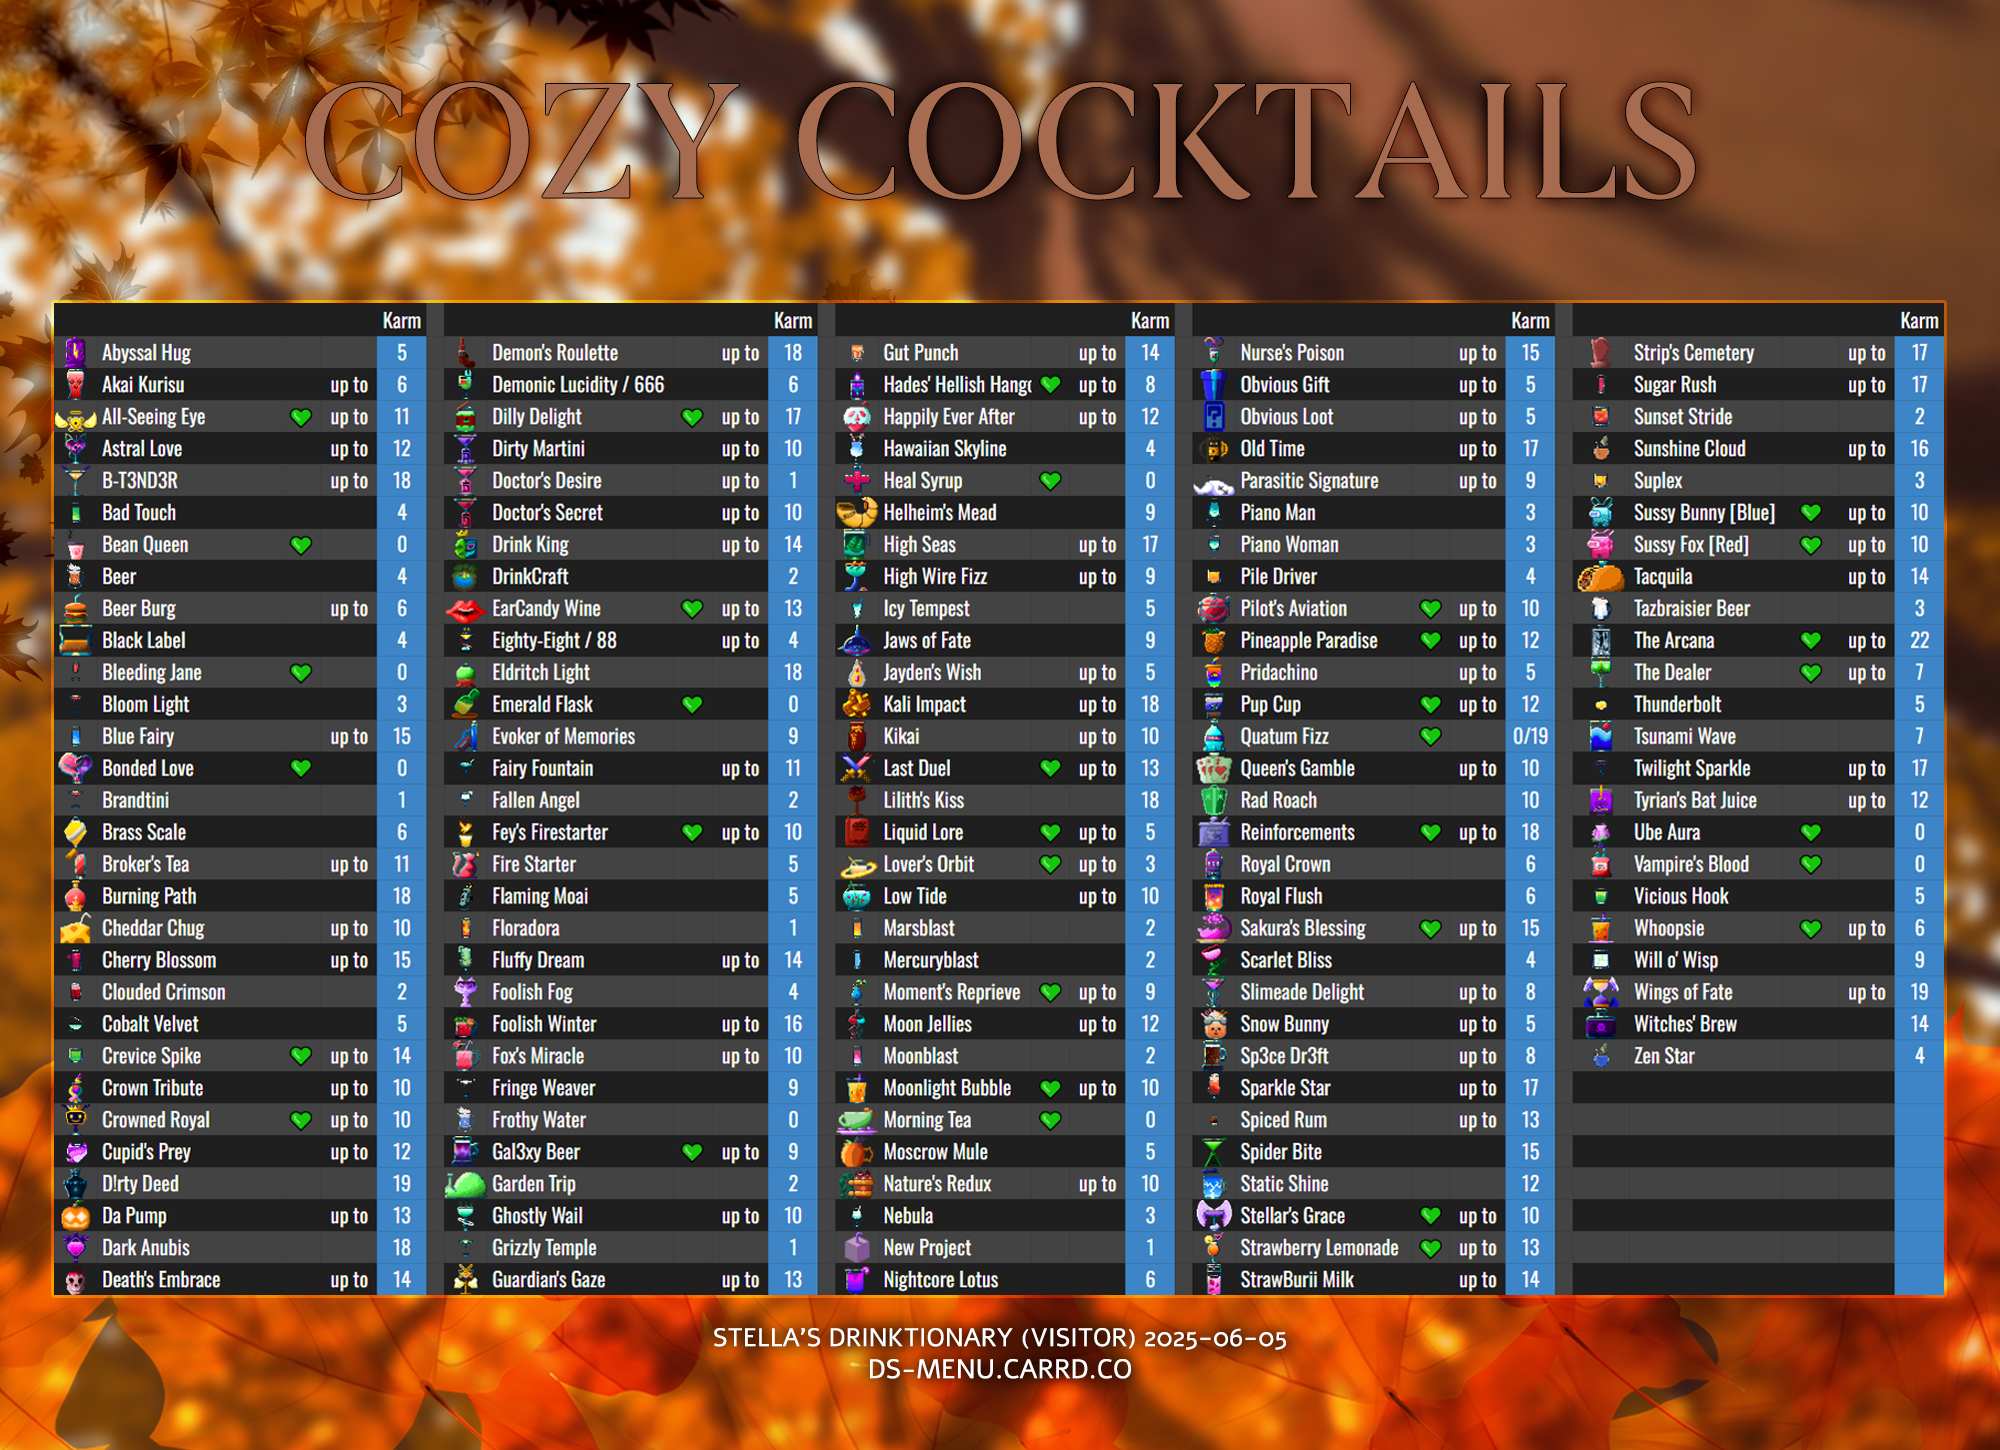 COZY COCKTAILS
Karm
Abyssal Hug 5
Akai Kurisu up to 6
All-Seeing Eye up to 11
Astral Love up to 12
B-T3ND3R up to 18
Bad Touch 4
Bean Queen 0
Beer 4
Beer Burg up to 6
Black Label 4
Bleeding Jane 0
Bloom Light 3
Blue Fairy up to 15
Bonded Love 0
Brandtini 1
Brass Scale 6
Broker's Tea up to 11
Burning Path 18
Cheddar Chug up to 10
Cherry Blossom up to 15
Clouded Crimson 2
Cobalt Velvet 5
Crevice Spike up to 14
Crown Tribute up to 10
Crowned Royal up to 10
Cupid's Prey up to 12
D!rty Deed 19
Da Pump up to 13
Dark Anubis 18
Death's Embrace up to 14
Karm
Demon's Roulette up to 18
Demonic Lucidity / 666 6
Dilly Delight up to 17
Dirty Martini up to 10
Doctor's Desire up to 1
Doctor's Secret up to 10
Drink King up to 14
DrinkCraft 2
EarCandy Wine up to 13
Eighty-Eight / 88 up to 4
Eldritch Light 18
Emerald Flask 0
Evoker of Memories 9
Fairy Fountain up to 11
Fallen Angel 2
Fey's Firestarter up to 10
Fire Starter 5
Flaming Moai 5
Floradora 1
Fluffy Dream up to 14
Foolish Fog 4
Foolish Winter up to 16
Fox's Miracle up to 10
Fringe Weaver 9
Frothy Water 0
Gal3xy Beer up to 9
Garden Trip 2
Ghostly Wail up to 10
Grizzly Temple 1
Guardian's Gaze up to 13
Karm
Gut Punch up to 14
Hades' Hellish Hang up to 8
Happily Ever After up to 12
Hawaiian Skyline 4
Heal Syrup 0
Helheim's Mead 9
High Seas up to 17
High Wire Fizz up to 9
Icy Tempest 5
Jaws of Fate 9
Jayden's Wish up to 5
Kali Impact up to 18
Kikai up to 10
Last Duel up to 13
Lilith's Kiss 18
Liquid Lore up to 5
Lover's Orbit up to 3
Low Tide up to 10
Marsblast 2
Mercuryblast 2
Moment's Reprieve up to 9
Moon Jellies up to 12
Moonblast 2
Moonlight Bubble up to 10
Morning Tea 0
Moscrow Mule 5
Nature's Redux up to 10
Nebula 3
New Project 1
Nightcore Lotus 6
Karm
Nurse's Poison up to 15
Obvious Gift up to 5
Obvious Loot up to 5
Old Time up to 17
Parasitic Signature up to 9
Piano Man 3
Piano Woman 3
Pile Driver 4
Pilot's Aviation up to 10
Pineapple Paradise up to 12
Pridachino up to 5
Pup Cup up to 12
Quatum Fizz 0/19
Queen's Gamble up to 10
Rad Roach 10
Reinforcements up to 18
Royal Crown 6
Royal Flush 6
Sakura's Blessing up to 15
Scarlet Bliss 4
Slimeade Delight up to 8
Snow Bunny up to 5
Sp3ce Dr3ft up to 8
Sparkle Star up to 17
Spiced Rum up to 13
Spider Bite 15
Static Shine 12
Stellar's Grace up to 10
Strawberry Lemonade up to 13
StrawBurii Milk up to 14
Karm
Strip's Cemetery up to 17
Sugar Rush up to 17
Sunset Stride 2
Sunshine Cloud up to 16
Suplex 3
Sussy Bunny [Blue] up to 10
Sussy Fox [Red] up to 10
Tacquila up to 14
Tazbraisier Beer 3
The Arcana up to 22
The Dealer up to 7
Thunderbolt 5
Tsunami Wave 7
Twilight Sparkle up to 17
Tyrian's Bat Juice up to 12
Ube Aura 0
Vampire's Blood 0
Vicious Hook 5
Whoopsie up to 6
Will o' Wisp 9
Wings of Fate up to 19
Witches' Brew 14
Zen Star 4
STELLA'S DRINKTIONARY (VISITOR) 2025-06-05
DS-MENU.CARRD.CO